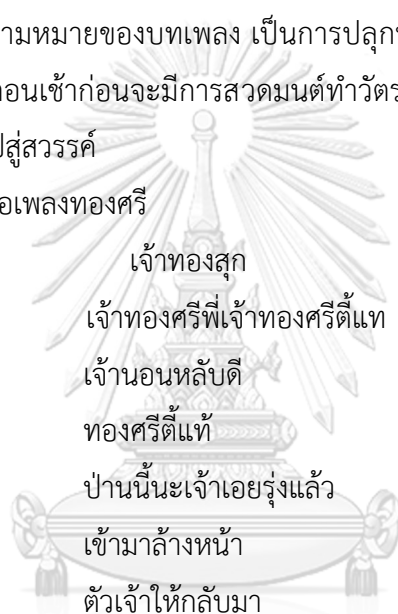 ามหมายของบทเพลง เป็นการปลุก
อนเช้าก่อนจะมีการสวดมนต์ทำวัตร
ปสู่สวรรค์
อเพลงทองศรี
เจ้าทองสุก
เจ้าทองศรีพี่เจ้าทองศรีตี้แท
เจ้านอนหลับดี
ทองศรีตี้แท้
ป่านนี้นะเจ้าเอยรุ่งแล้ว
เข้ามาล้างหน้า
ตัวเจ้าให้กลับมา